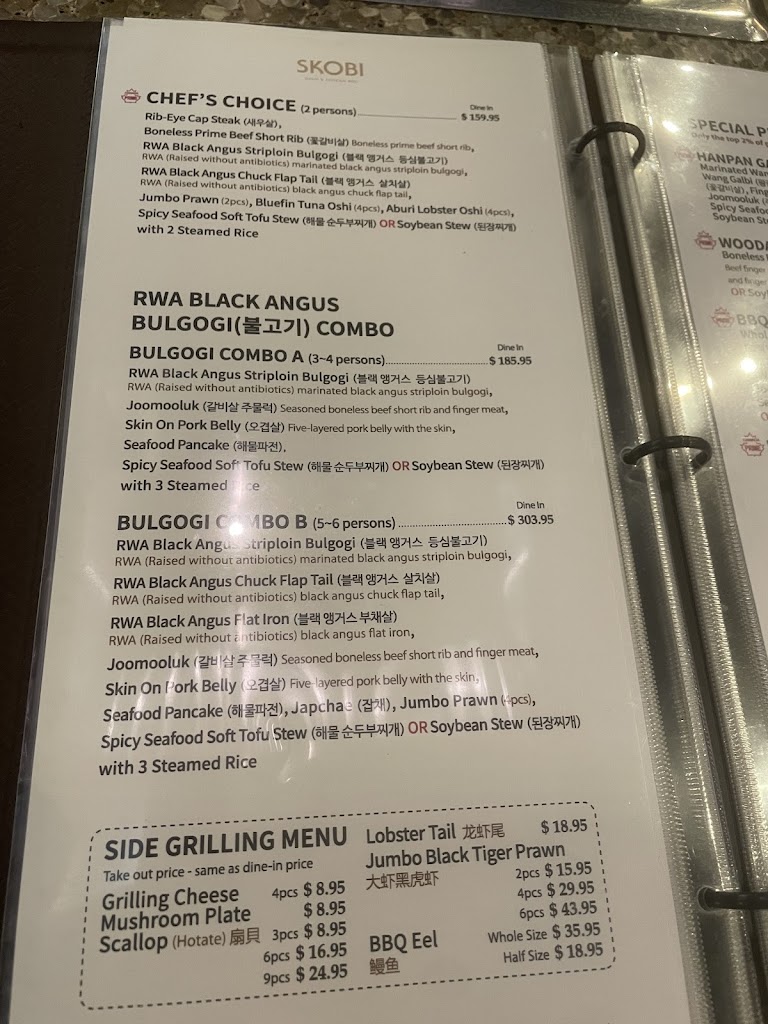 SKOBI
CHEF'S CHOICE (2 persons) Dine In $ 159.95
Rib-Eye Cap Steak (새우살),
Boneless Prime Beef Short Rib (꽃갈비살) Boneless prime beef short rib,
RWA Black Angus Striploin Bulgogi (블랙 앵거스 등심불고기)
RWA (Raised without antibiotics) marinated black angus striploin bulgogi,
RWA Black Angus Chuck Flap Tail (블랙 앵거스 살치살)
RWA (Raised without antibiotics) black angus chuck flap tail,
Jumbo Prawn (2pcs), Bluefin Tuna Oshi (4pcs), Aburi Lobster Oshi (4pcs),
Spicy Seafood Soft Tofu Stew (해물 순두부찌개) OR Soybean Stew (된장찌개)
with 2 Steamed Rice
RWA BLACK ANGUS
BULGOGI(불고기) COMBO
BULGOGI COMBO A (3~4 persons) Dine In $ 185.95
RWA Black Angus Striploin Bulgogi (블랙 앵거스 등심불고기)
RWA (Raised without antibiotics) marinated black angus striploin bulgogi,
Joomooluk (갈비살 주물럭) Seasoned boneless beef short rib and finger meat,
Skin On Pork Belly (오겹살) Five-layered pork belly with the skin,
Seafood Pancake (해물파전),
Spicy Seafood Soft Tofu Stew (해물 순두부찌개) OR Soybean Stew (된장찌개)
with 3 Steamed Rice
BULGOGI COMBO B (5~6 persons) Dine In $ 303.95
RWA Black Angus Striploin Bulgogi (블랙 앵거스 등심불고기)
RWA (Raised without antibiotics) marinated black angus striploin bulgogi,
RWA Black Angus Chuck Flap Tail (블랙 앵거스 살치살)
RWA (Raised without antibiotics) black angus chuck flap tail,
RWA Black Angus Flat Iron (블랙 앵거스 부채살)
RWA (Raised without antibiotics) black angus flat iron,
Joomooluk (갈비살 주물럭) Seasoned boneless beef short rib and finger meat,
Skin On Pork Belly (오겹살) Five-layered pork belly with the skin,
Seafood Pancake (해물파전), Japchae (잡채), Jumbo Prawn (4pcs),
Spicy Seafood Soft Tofu Stew (해물 순두부찌개) OR Soybean Stew (된장찌개)
with 3 Steamed Rice
SIDE GRILLING MENU
Take out price - same as dine-in price
Grilling Cheese 4pcs $ 8.95
Mushroom Plate $ 8.95
Scallop (Hotate) 扇貝 3pcs $ 8.95
6pcs $ 16.95
9pcs $ 24.95
Lobster Tail 龙虾尾 $ 18.95
Jumbo Black Tiger Prawn
大虾黑虎虾 2pcs $ 15.95
4pcs $ 29.95
6pcs $ 43.95
BBQ Eel Whole Size $ 35.95
鳗鱼 Half Size $ 18.95
SPECIAL
Only the top 2% of
HANPAN
Marinated
Wang Galbi
(꽃갈비살),
Joomooluk
Spicy
Soybean
Boneless
Beef finger
and finger
OR
BBQ